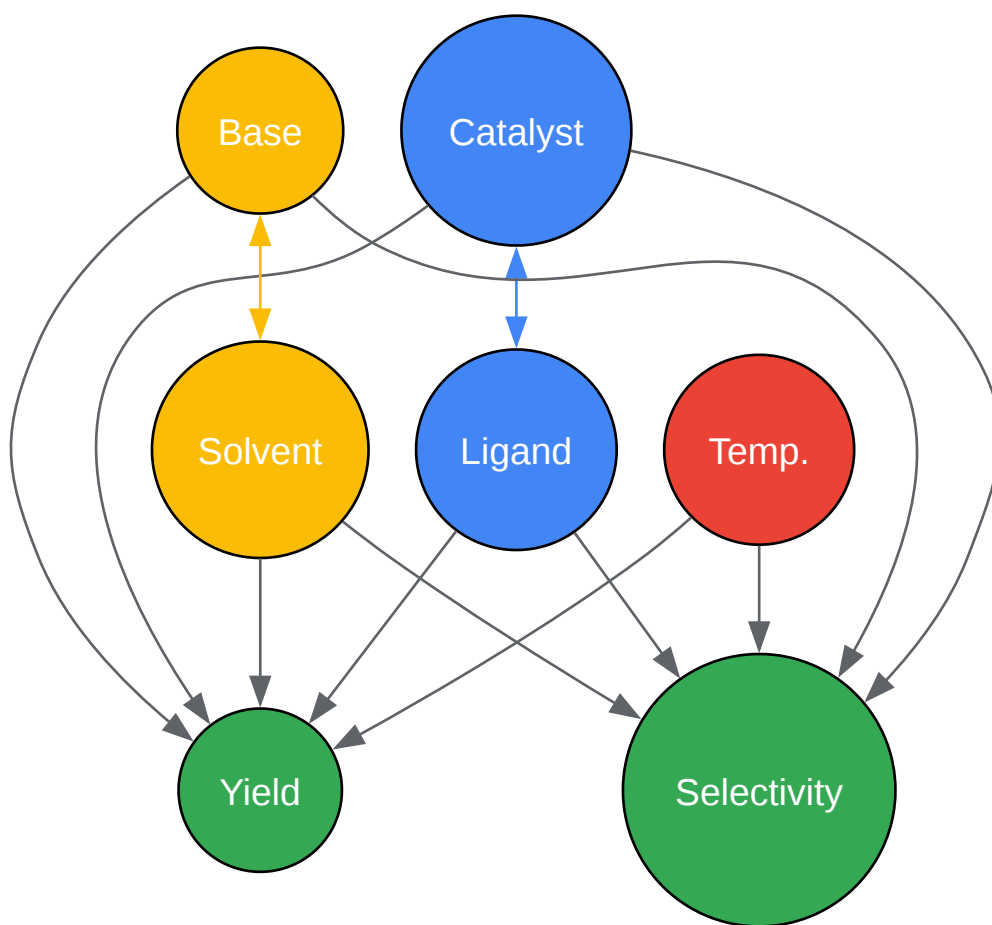 Base
Catalyst
Solvent
Ligand
Temp.
Yield
Selectivity